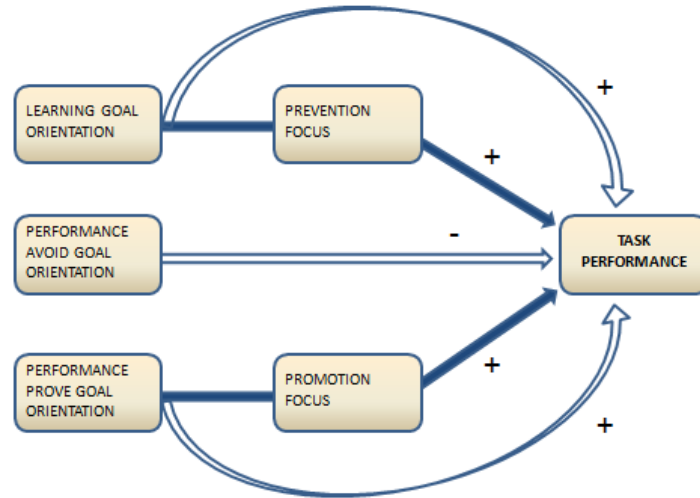 +
LEARNING GOAL
ORIENTATION
PREVENTION
FOCUS
+
PERFORMANCE
AVOID GOAL
ORIENTATION
-
TASK
PERFORMANCE
PERFORMANCE
PROVE GOAL
ORIENTATION
PROMOTION
FOCUS
+
+